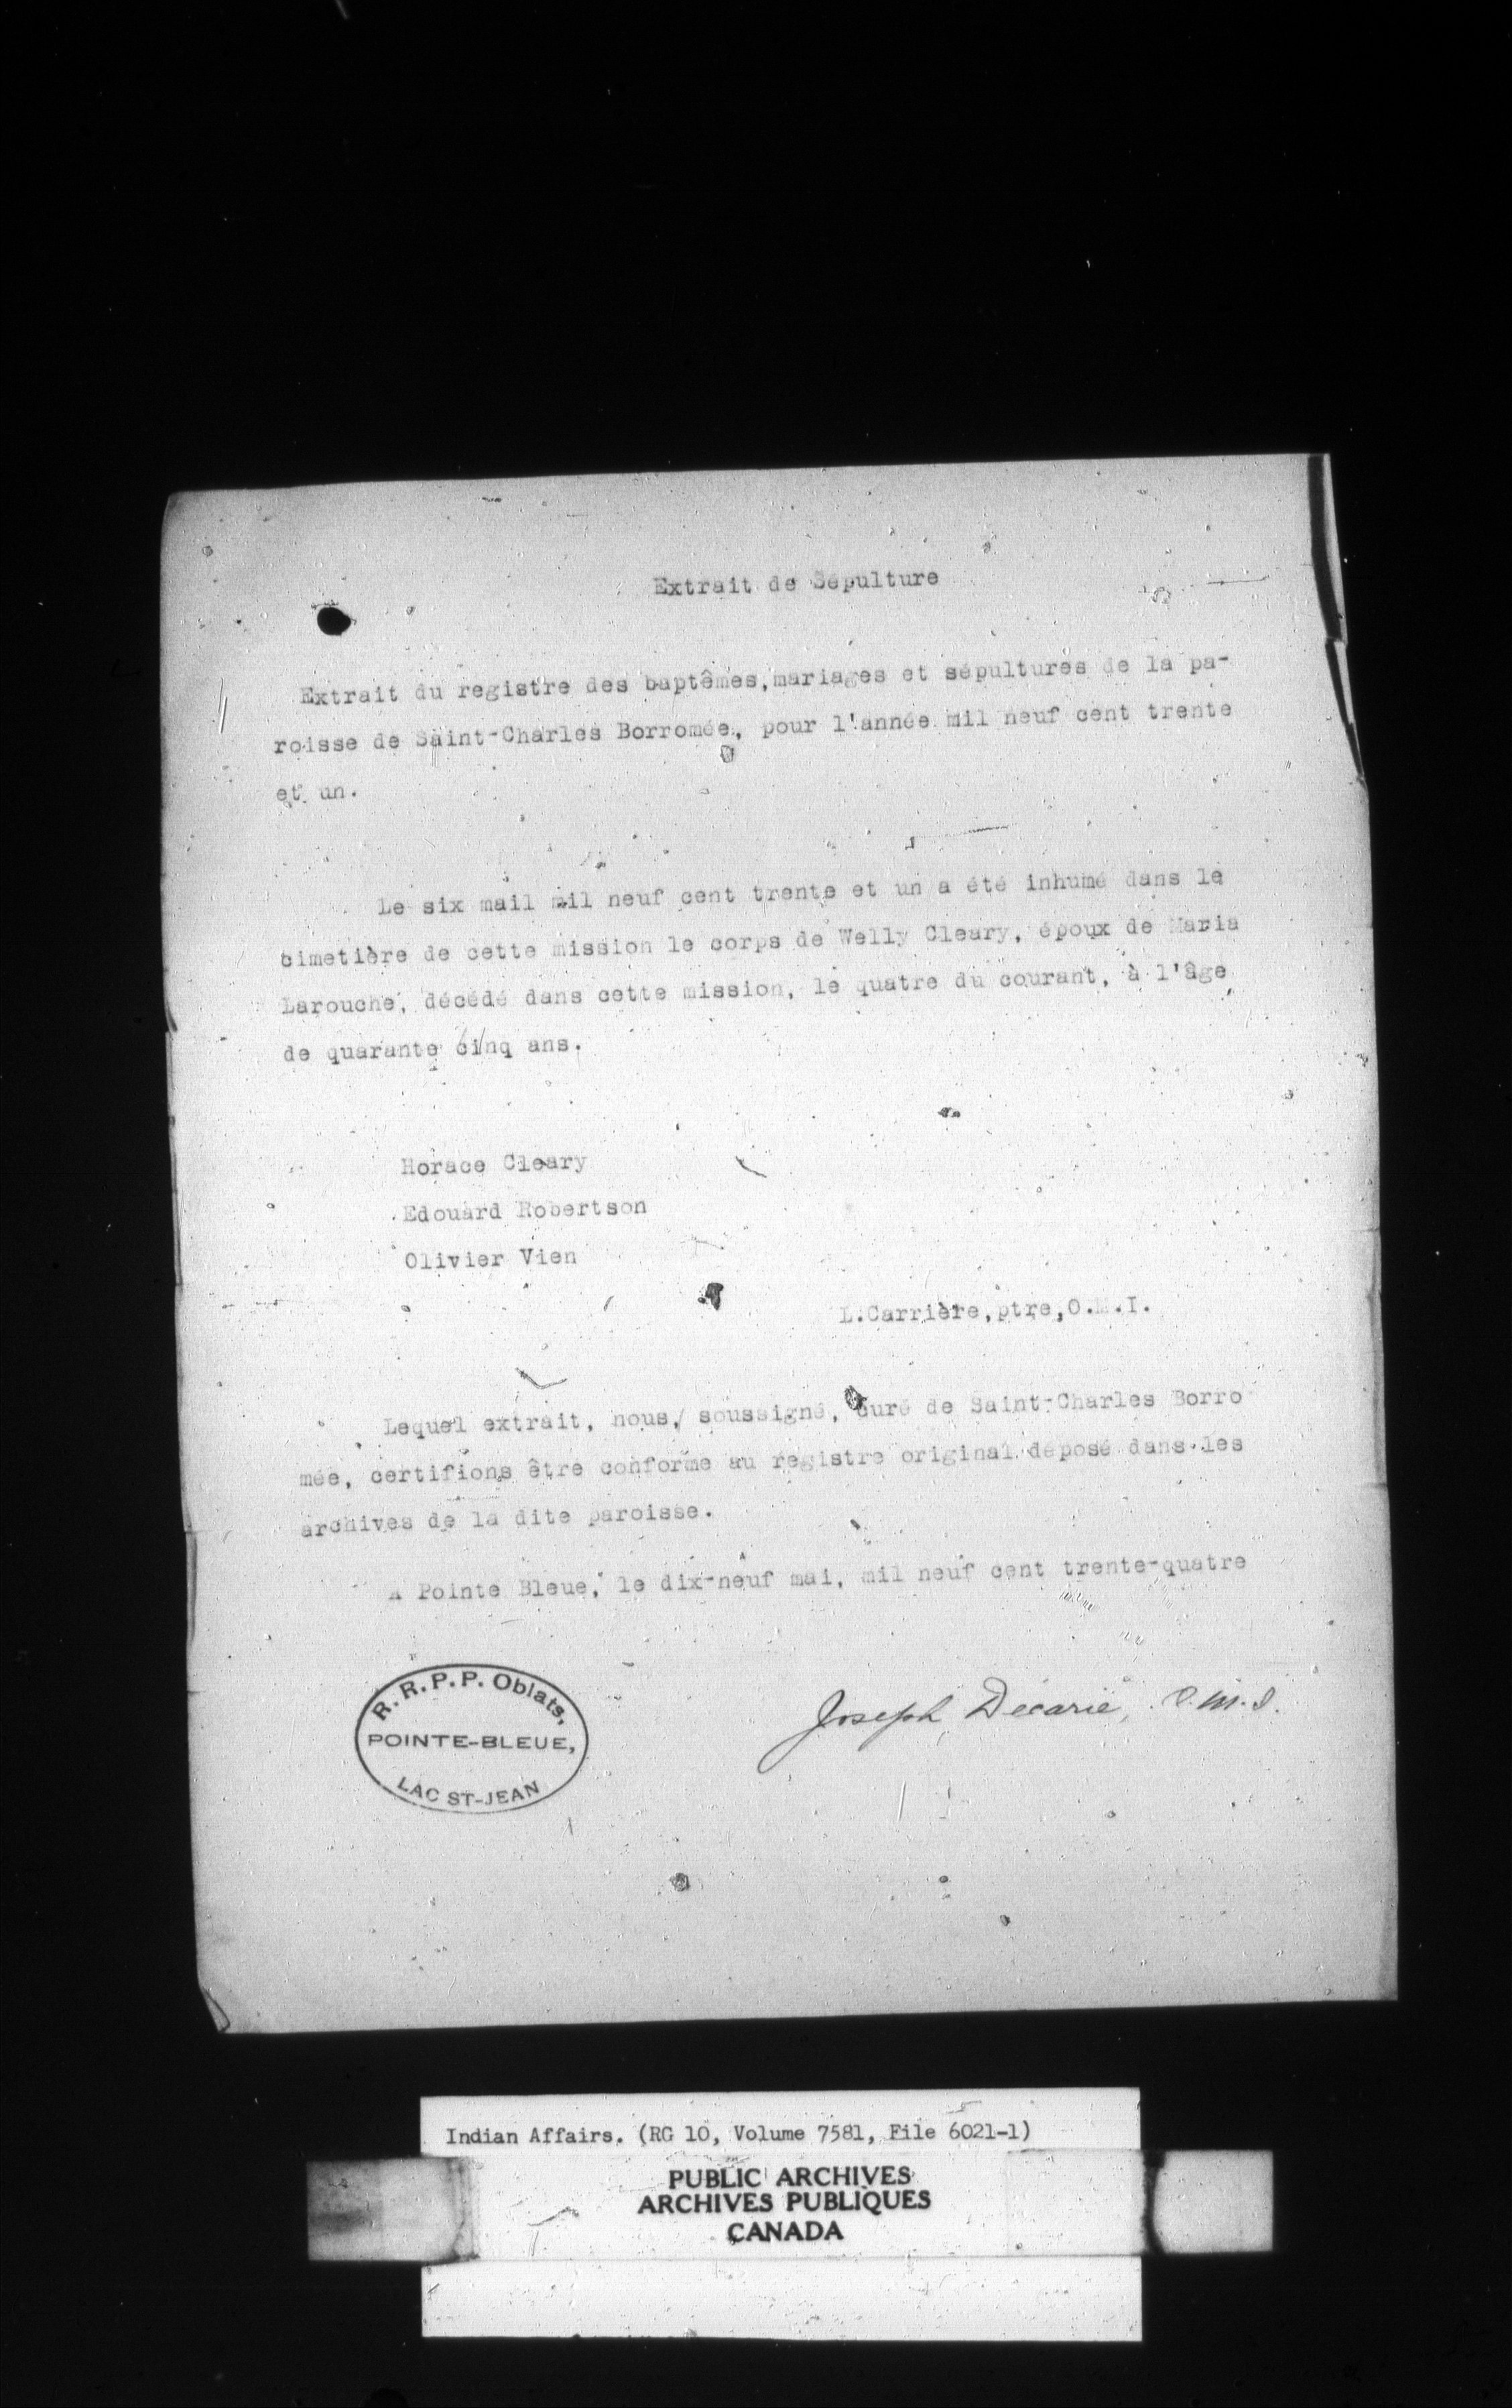 Extrait de Sépulture
Extrait du registre des baptêmes, mariages et sépultures de la pa-
roisse de Saint-Charles Borromée, pour l'année mil neuf cent trente
et un.
Le six mail mil neuf cent trente et un a été inhumé dans le
cimetière de cette mission le corps de Welly Cleary, époux de Maria
Larouche, décédé dans cette mission, le quatre du courant, à l'âge
de quarante cinq ans.
Horace Cleary
Edouard Robertson
Olivier Vien
L.Carrière,ptre,O.M.I.
Lequel extrait, nous, soussigné, curé de Saint-Charles Borro
mée, certifions être conforme au registre original déposé dans les
archives de la dite paroisse.
A Pointe Bleue, le dix-neuf mai, mil neuf cent trente-quatre
R.R.P.P. Oblats,
POINTE-BLEUE,
LAC ST-JEAN
Joseph Décarie, O.M.I.
Indian Affairs. (RG 10, Volume 7581, File 6021-1)
PUBLIC ARCHIVES
ARCHIVES PUBLIQUES
CANADA